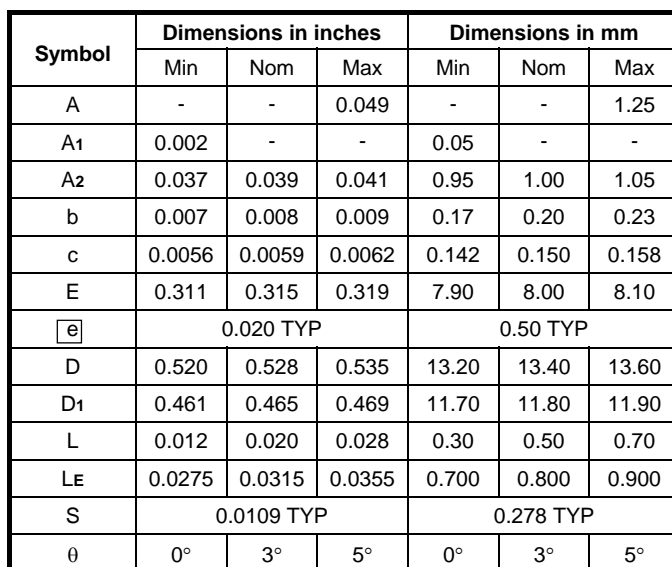 Symbol Dimensions in inches Dimensions in mm
Min Nom Max Min Nom Max
A - - 0.049 - - 1.25
A1 0.002 - - 0.05 - -
A2 0.037 0.039 0.041 0.95 1.00 1.05
b 0.007 0.008 0.009 0.17 0.20 0.23
c 0.0056 0.0059 0.0062 0.142 0.150 0.158
E 0.311 0.315 0.319 7.90 8.00 8.10
e 0.020 TYP 0.50 TYP
D 0.520 0.528 0.535 13.20 13.40 13.60
D1 0.461 0.465 0.469 11.70 11.80 11.90
L 0.012 0.020 0.028 0.30 0.50 0.70
LE 0.0275 0.0315 0.0355 0.700 0.800 0.900
S 0.0109 TYP 0.278 TYP
θ 0° 3° 5° 0° 3° 5°